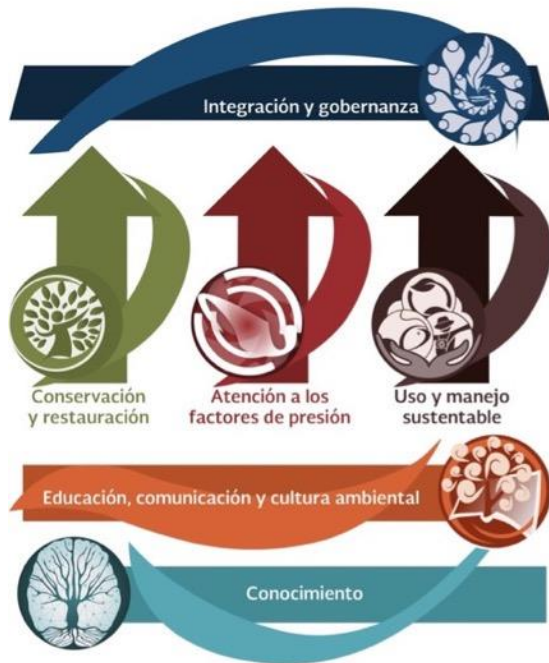 Integración y gobernanza
Conservación
y restauración
Atención a los
factores de presión
Uso y manejo
sustentable
Educación, comunicación y cultura ambiental
Conocimiento